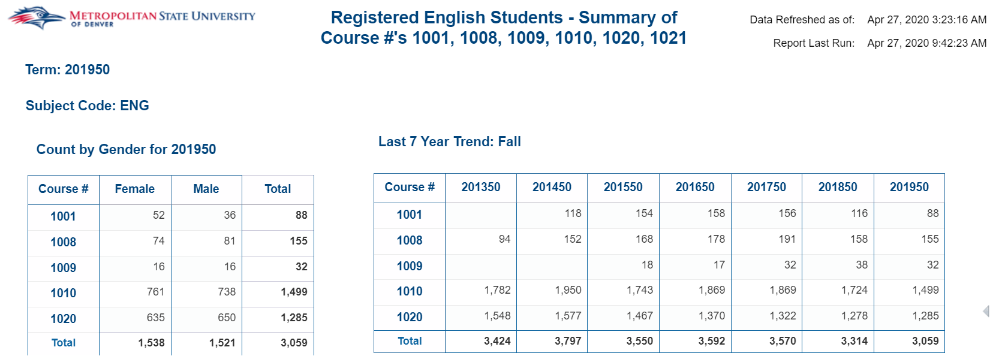 METROPOLITAN STATE UNIVERSITY
OF DENVER
Registered English Students - Summary of
Course #'s 1001, 1008, 1009, 1010, 1020, 1021
Data Refreshed as of: Apr 27, 2020 3:23:16 AM
Report Last Run: Apr 27, 2020 9:42:23 AM
Term: 201950
Subject Code: ENG
Count by Gender for 201950
Course # Female Male Total
1001 52 36 88
1008 74 81 155
1009 16 16 32
1010 761 738 1,499
1020 635 650 1,285
Total 1,538 1,521 3,059
Last 7 Year Trend: Fall
Course # 201350 201450 201550 201650 201750 201850 201950
1001 118 154 158 156 116 88
1008 94 152 168 178 191 158 155
1009 18 17 32 38 32
1010 1,782 1,950 1,743 1,869 1,869 1,724 1,499
1020 1,548 1,577 1,467 1,370 1,322 1,278 1,285
Total 3,424 3,797 3,550 3,592 3,570 3,314 3,059